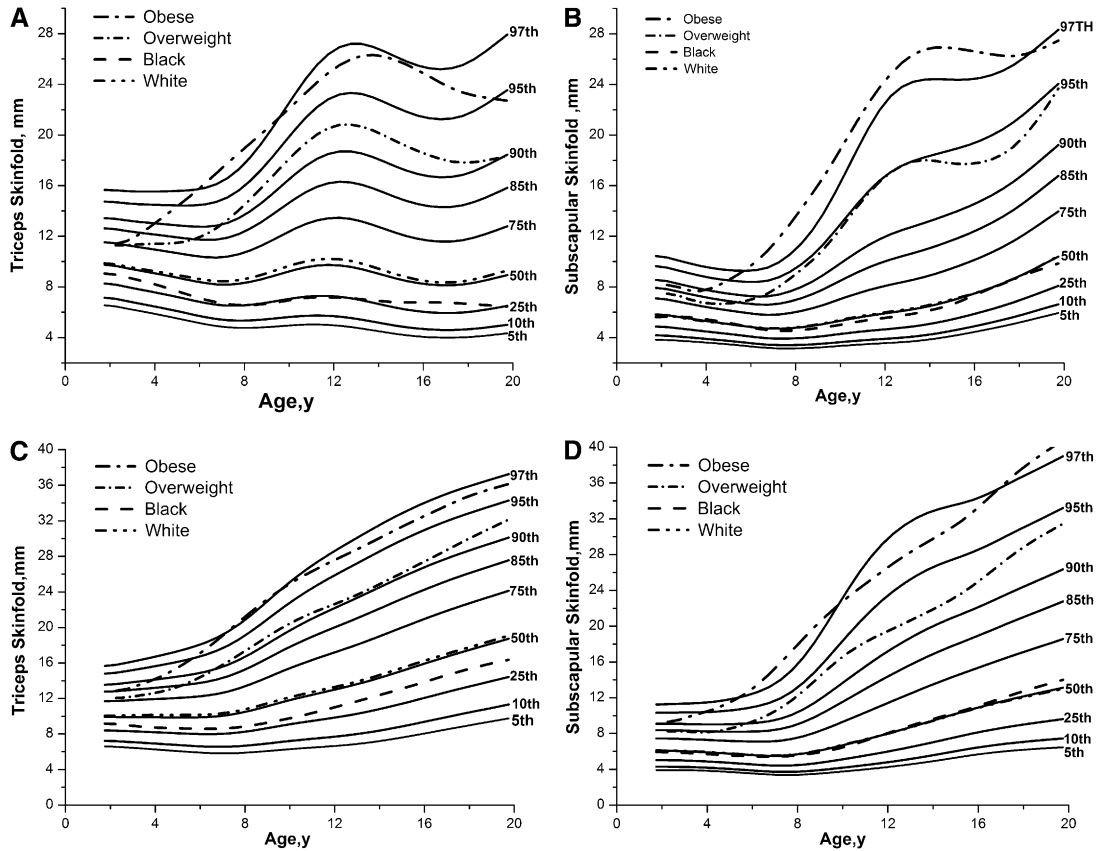 A
Obese
Overweight
Black
White
Triceps Skinfold, mm
28
24
20
16
12
8
4
97th
95th
90th
85th
75th
50th
25th
10th
5th
0 4 8 12 16 20
Age,y
B
Obese
Overweight
Black
White
Subscapular Skinfold ,mm
28
24
20
16
12
8
4
97TH
95th
90th
85th
75th
50th
25th
10th
5th
0 4 8 12 16 20
Age,y
C
Obese
Overweight
Black
White
Triceps Skinfold,mm
40
36
32
28
24
20
16
12
8
4
0
97th
95th
90th
85th
75th
50th
25th
10th
5th
0 4 8 12 16 20
Age,y
D
Obese
Overweight
Black
White
Subscapular Skinfold,mm
40
36
32
28
24
20
16
12
8
4
0
97th
95th
90th
85th
75th
50th
25th
10th
5th
0 4 8 12 16 20
Age,y